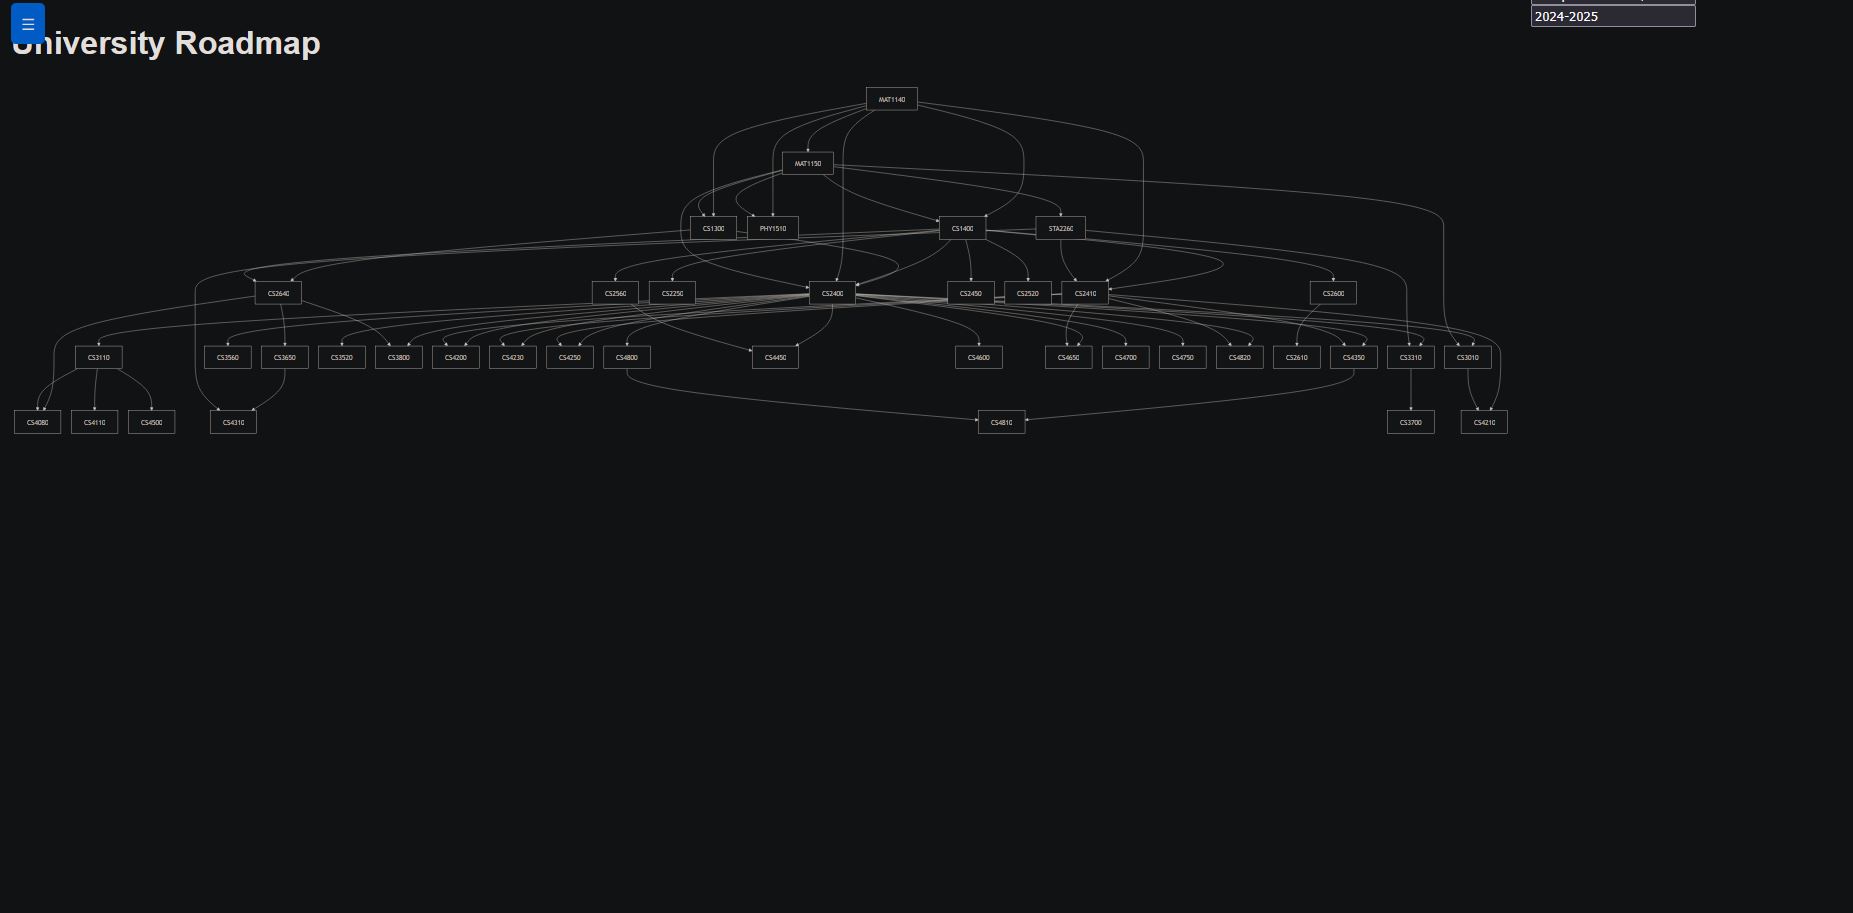 ☰
University Roadmap
2024-2025
MAT1140
MAT1150
CS1300 PHY1510 CS1400 STA2260
CS2640 CS2560 CS2250 CS2400 CS2450 CS2520 CS2410 CS2600
CS3110 CS3560 CS3650 CS3520 CS3800 CS4200 CS4230 CS4250 CS4800 CS4450 CS4600 CS4650 CS4700 CS4750 CS4820 CS2610 CS4350 CS3310 CS3010
CS4080 CS4110 CS4500 CS4310 CS4810 CS3700 CS4210